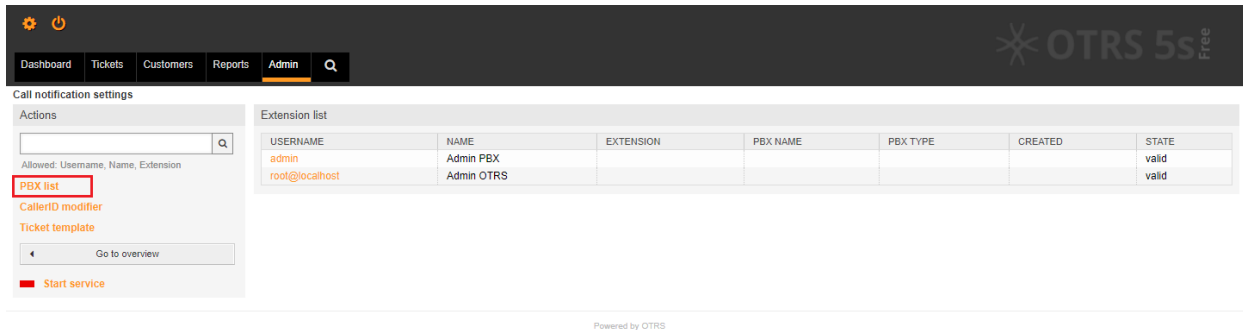 OTRS 5s Free
Dashboard Tickets Customers Reports Admin
Call notification settings
Actions
Allowed: Username, Name, Extension
PBX list
CallerID modifier
Ticket template
Go to overview
Start service
Extension list
USERNAME NAME EXTENSION PBX NAME PBX TYPE CREATED STATE
admin Admin PBX valid
root@localhost Admin OTRS valid
Powered by OTRS